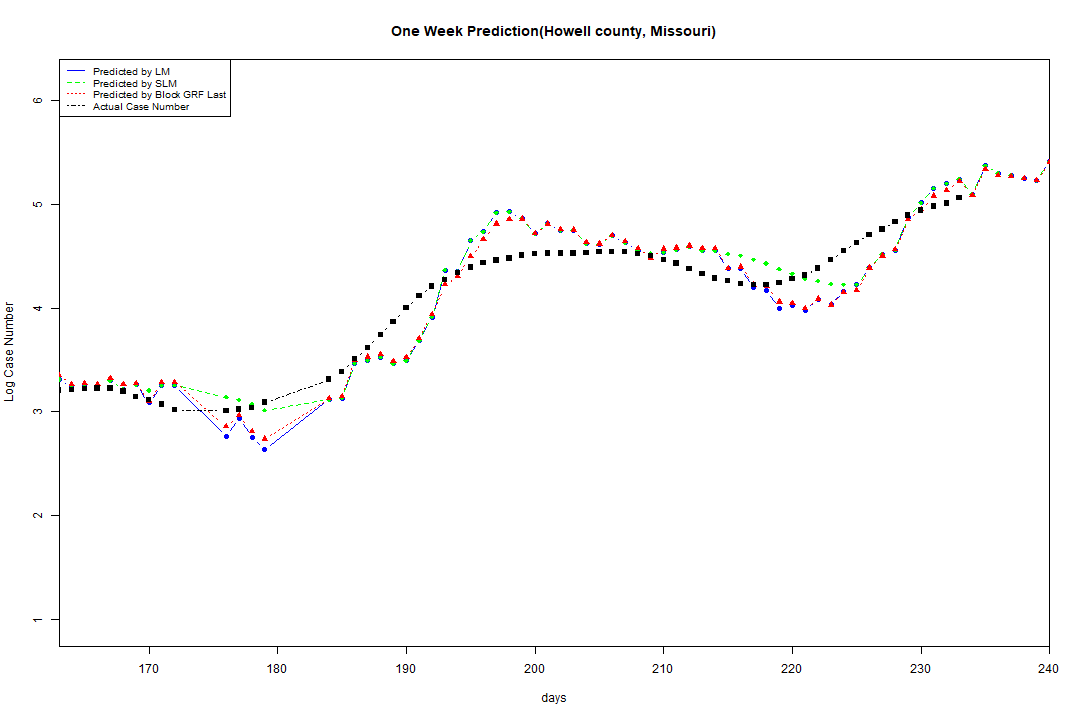 One Week Prediction(Howell county, Missouri)
Predicted by LM
Predicted by SLM
Predicted by Block GRF Last
Actual Case Number
6
5
4
3
2
1
Log Case Number
170 180 190 200 210 220 230 240
days